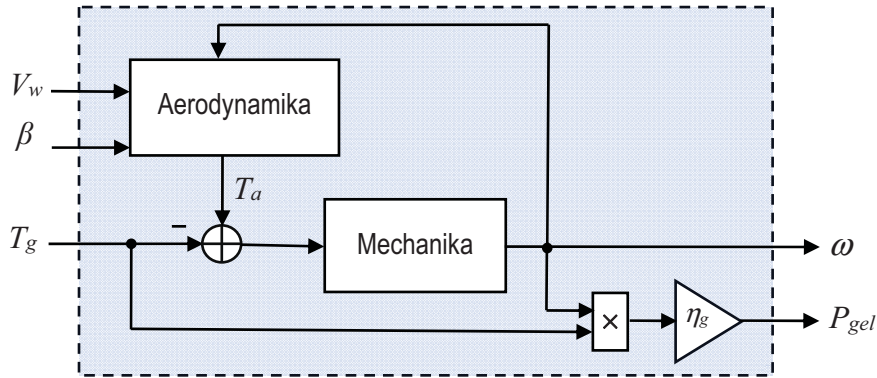 V_w
Aerodynamika
β
T_a
−
T_g
Mechanika
ω
×
η_g
P_gel